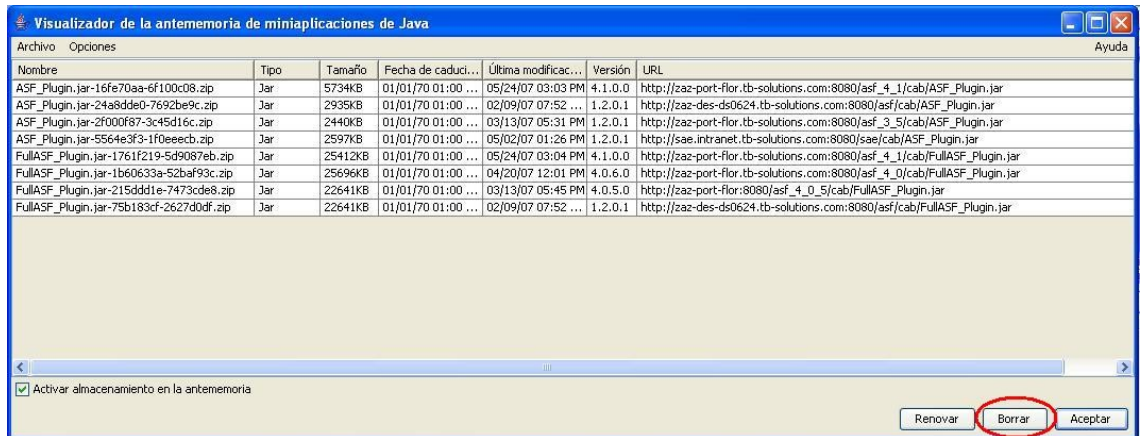 Visualizador de la antememoria de miniaplicaciones de Java
Archivo Opciones Ayuda
Nombre Tipo Tamaño Fecha de caduci... Última modificac... Versión URL
ASF_Plugin.jar-16fe70aa-6f100c08.zip Jar 5734KB 01/01/70 01:00 ... 05/24/07 03:03 PM 4.1.0.0 http://zaz-port-flor.tb-solutions.com:8080/asf_4_1/cab/ASF_Plugin.jar
ASF_Plugin.jar-24a8dde0-7692be9c.zip Jar 2935KB 01/01/70 01:00 ... 02/09/07 07:52 ... 1.2.0.1 http://zaz-des-ds0624.tb-solutions.com:8080/asf/cab/ASF_Plugin.jar
ASF_Plugin.jar-2f000f87-3c45d16c.zip Jar 2440KB 01/01/70 01:00 ... 03/13/07 05:31 PM 1.2.0.1 http://zaz-port-flor.tb-solutions.com:8080/asf_3_5/cab/ASF_Plugin.jar
ASF_Plugin.jar-5564e3f3-1f0eeecb.zip Jar 2597KB 01/01/70 01:00 ... 05/02/07 01:26 PM 1.2.0.1 http://sae.intranet.tb-solutions.com:8080/sae/cab/ASF_Plugin.jar
FullASF_Plugin.jar-1761f219-5d9087eb.zip Jar 25412KB 01/01/70 01:00 ... 05/24/07 03:04 PM 4.1.0.0 http://zaz-port-flor.tb-solutions.com:8080/asf_4_1/cab/FullASF_Plugin.jar
FullASF_Plugin.jar-1b60633a-52baf93c.zip Jar 25696KB 01/01/70 01:00 ... 04/20/07 12:01 PM 4.0.6.0 http://zaz-port-flor.tb-solutions.com:8080/asf_4_0/cab/FullASF_Plugin.jar
FullASF_Plugin.jar-215ddd1e-7473cde8.zip Jar 22641KB 01/01/70 01:00 ... 03/13/07 05:45 PM 4.0.5.0 http://zaz-port-flor:8080/asf_4_0_5/cab/FullASF_Plugin.jar
FullASF_Plugin.jar-75b183cf-2627d0df.zip Jar 22641KB 01/01/70 01:00 ... 02/09/07 07:52 ... 1.2.0.1 http://zaz-des-ds0624.tb-solutions.com:8080/asf/cab/FullASF_Plugin.jar
Activar almacenamiento en la antememoria
Renovar Borrar Aceptar